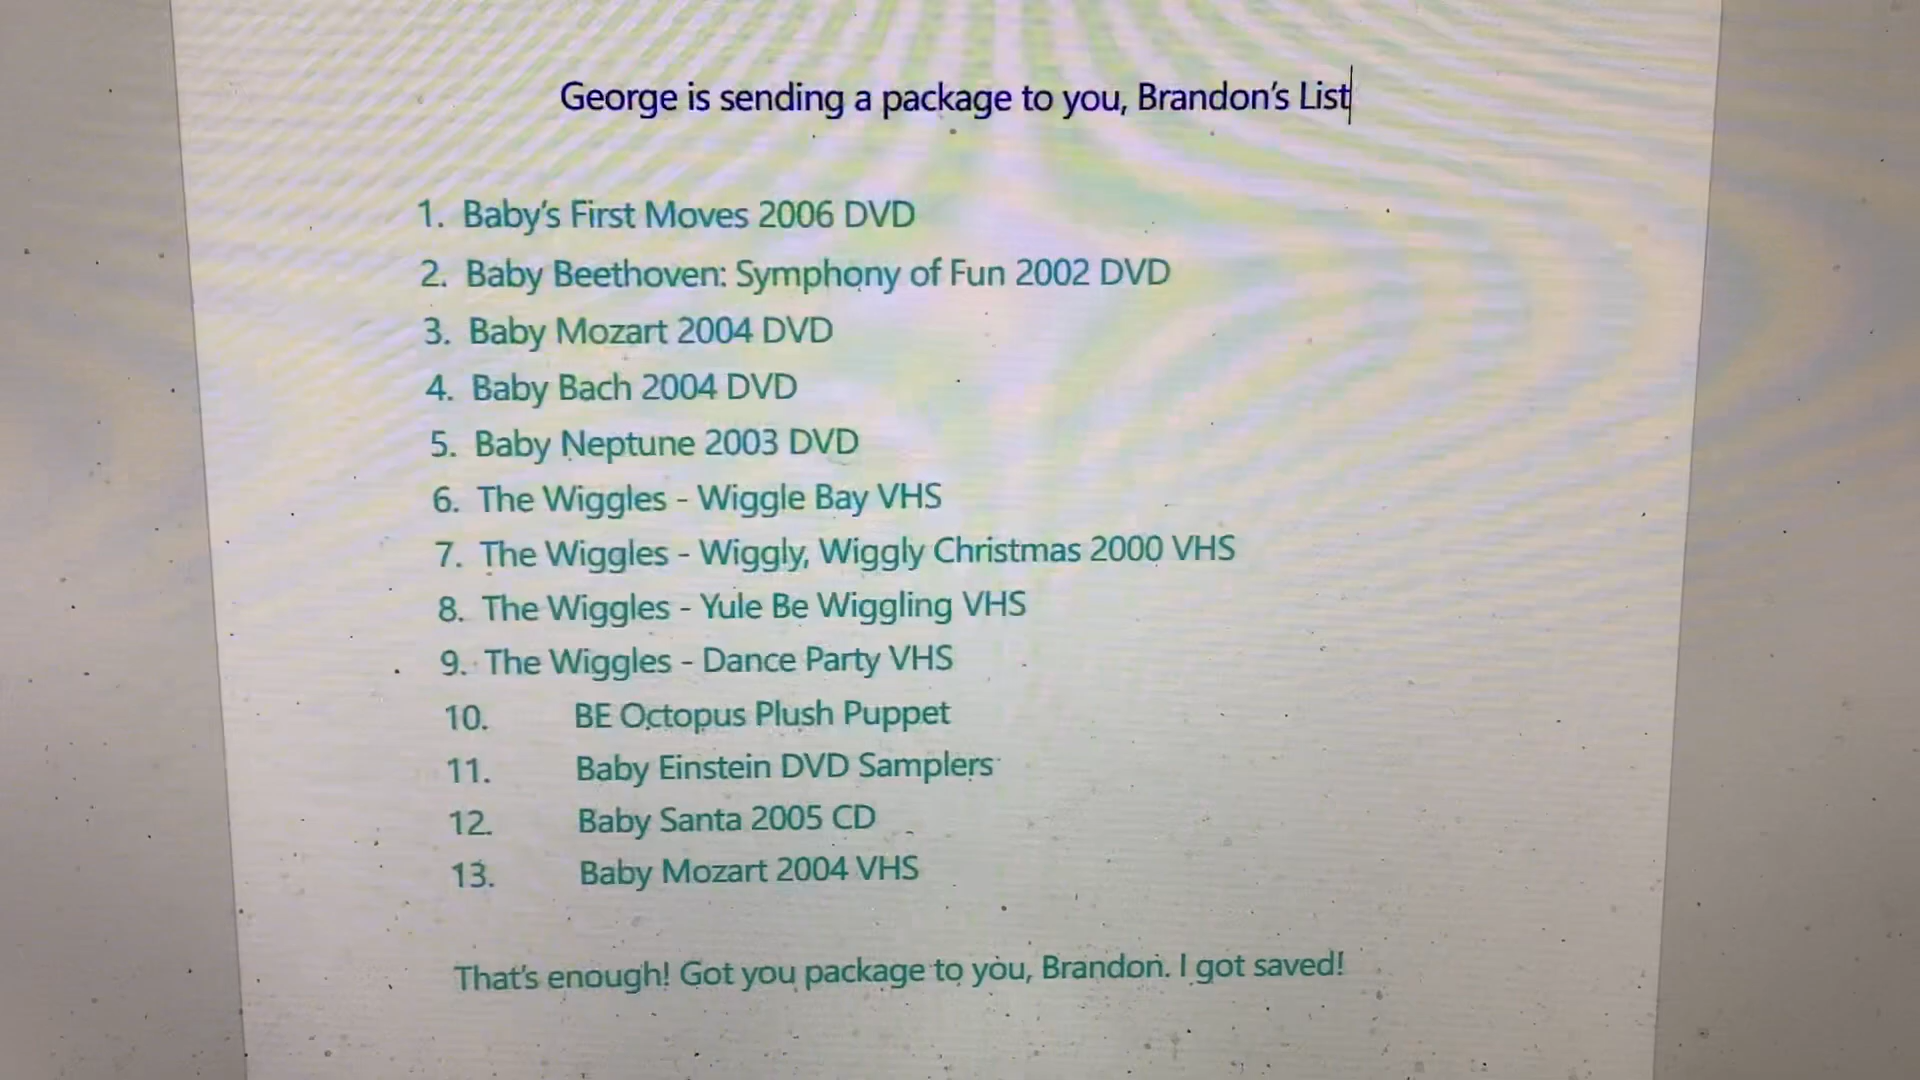 George is sending a package to you, Brandon's List
1. Baby's First Moves 2006 DVD
2. Baby Beethoven: Symphony of Fun 2002 DVD
3. Baby Mozart 2004 DVD
4. Baby Bach 2004 DVD
5. Baby Neptune 2003 DVD
6. The Wiggles - Wiggle Bay VHS
7. The Wiggles - Wiggly, Wiggly Christmas 2000 VHS
8. The Wiggles - Yule Be Wiggling VHS
9. The Wiggles - Dance Party VHS
10. BE Octopus Plush Puppet
11. Baby Einstein DVD Samplers
12. Baby Santa 2005 CD
13. Baby Mozart 2004 VHS
That's enough! Got you package to you, Brandon. I got saved!